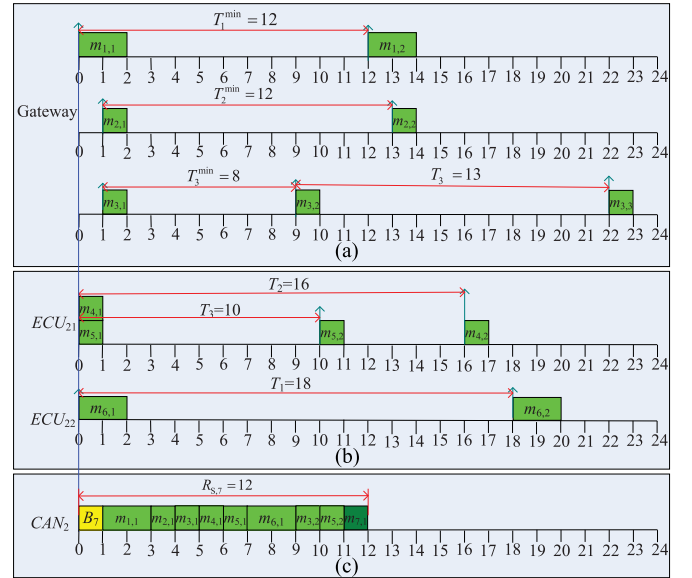 T₁ᵐⁱⁿ = 12
m₁,₁ m₁,₂
0 1 2 3 4 5 6 7 8 9 10 11 12 13 14 15 16 17 18 19 20 21 22 23 24
Gateway
T₂ᵐⁱⁿ = 12
m₂,₁ m₂,₂
0 1 2 3 4 5 6 7 8 9 10 11 12 13 14 15 16 17 18 19 20 21 22 23 24
T₃ᵐⁱⁿ = 8 T₃ = 13
m₃,₁ m₃,₂ m₃,₃
0 1 2 3 4 5 6 7 8 9 10 11 12 13 14 15 16 17 18 19 20 21 22 23 24
(a)
T₂=16
m₄,₁
T₃=10
ECU₂₁ m₅,₁ m₅,₂ m₄,₂
0 1 2 3 4 5 6 7 8 9 10 11 12 13 14 15 16 17 18 19 20 21 22 23 24
T₁=18
ECU₂₂ m₆,₁ m₆,₂
0 1 2 3 4 5 6 7 8 9 10 11 12 13 14 15 16 17 18 19 20 21 22 23 24
(b)
R_S,₇ = 12
CAN₂ B₇ m₁,₁ m₂,₁ m₃,₁ m₄,₁ m₅,₁ m₆,₁ m₃,₂ m₅,₂ m₇,₁
0 1 2 3 4 5 6 7 8 9 10 11 12 13 14 15 16 17 18 19 20 21 22 23 24
(c)